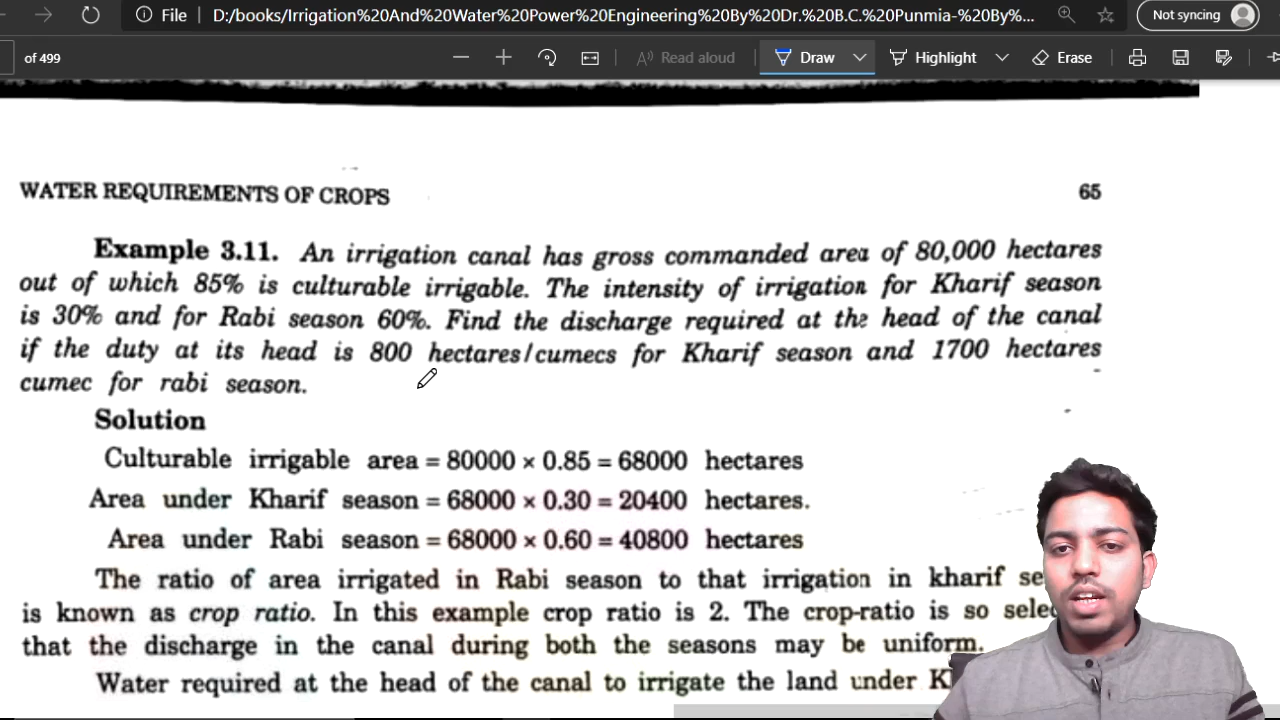 File D:/books/Irrigation%20And%20Water%20Power%20Engineering%20By%20Dr.%20B.C.%20Punmia-%20By%... Not syncing
of 499 Read aloud Draw Highlight Erase
WATER REQUIREMENTS OF CROPS 65
Example 3.11. An irrigation canal has gross commanded area of 80,000 hectares
out of which 85% is culturable irrigable. The intensity of irrigation for Kharif season
is 30% and for Rabi season 60%. Find the discharge required at the head of the canal
if the duty at its head is 800 hectares/cumecs for Kharif season and 1700 hectares
cumec for rabi season.
Solution
Culturable irrigable area = 80000 × 0.85 = 68000 hectares
Area under Kharif season = 68000 × 0.30 = 20400 hectares.
Area under Rabi season = 68000 × 0.60 = 40800 hectares
The ratio of area irrigated in Rabi season to that irrigation in kharif
is known as crop ratio. In this example crop ratio is 2. The crop-ratio is so
that the discharge in the canal during both the seasons may be uniform.
Water required at the head of the canal to irrigate the land under